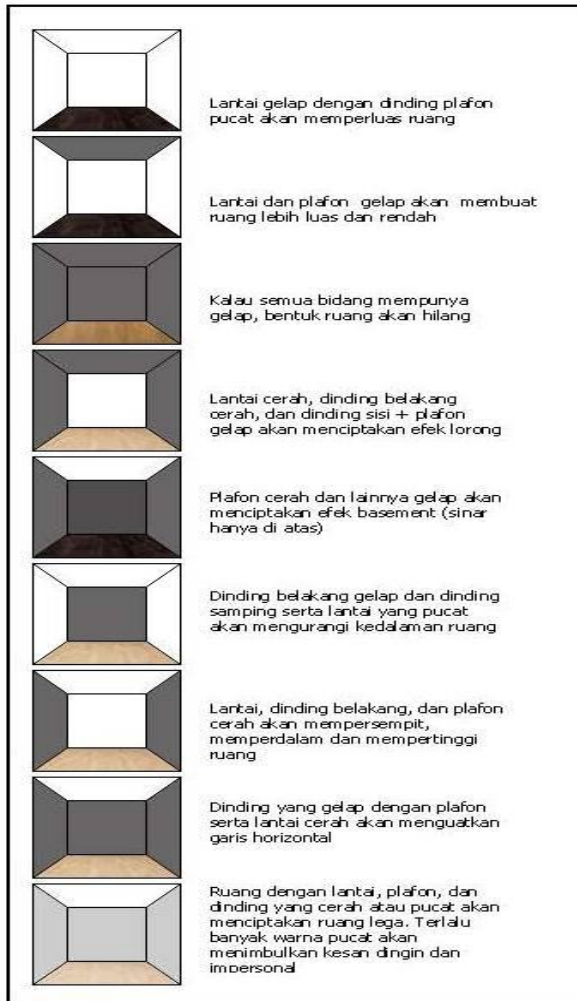 Lantai gelap dengan dinding plafon
pucat akan memperluas ruang
Lantai dan plafon gelap akan membuat
ruang lebih luas dan rendah
Kalau semua bidang mempunya
gelap, bentuk ruang akan hilang
Lantai cerah, dinding belakang
cerah, dan dinding sisi + plafon
gelap akan menciptakan efek lorong
Plafon cerah dan lainnya gelap akan
menciptakan efek basement (sinar
hanya di atas)
Dinding belakang gelap dan dinding
samping serta lantai yang pucat
akan mengurangi kedalaman ruang
Lantai, dinding belakang, dan plafon
cerah akan mempersempit,
memperdalam dan mempertinggi
ruang
Dinding yang gelap dengan plafon
serta lantai cerah akan menguatkan
garis horizontal
Ruang dengan lantai, plafon, dan
dinding yang cerah atau pucat akan
menciptakan ruang lega. Terlalu
banyak warna pucat akan
menimbulkan kesan dingin dan
impersonal